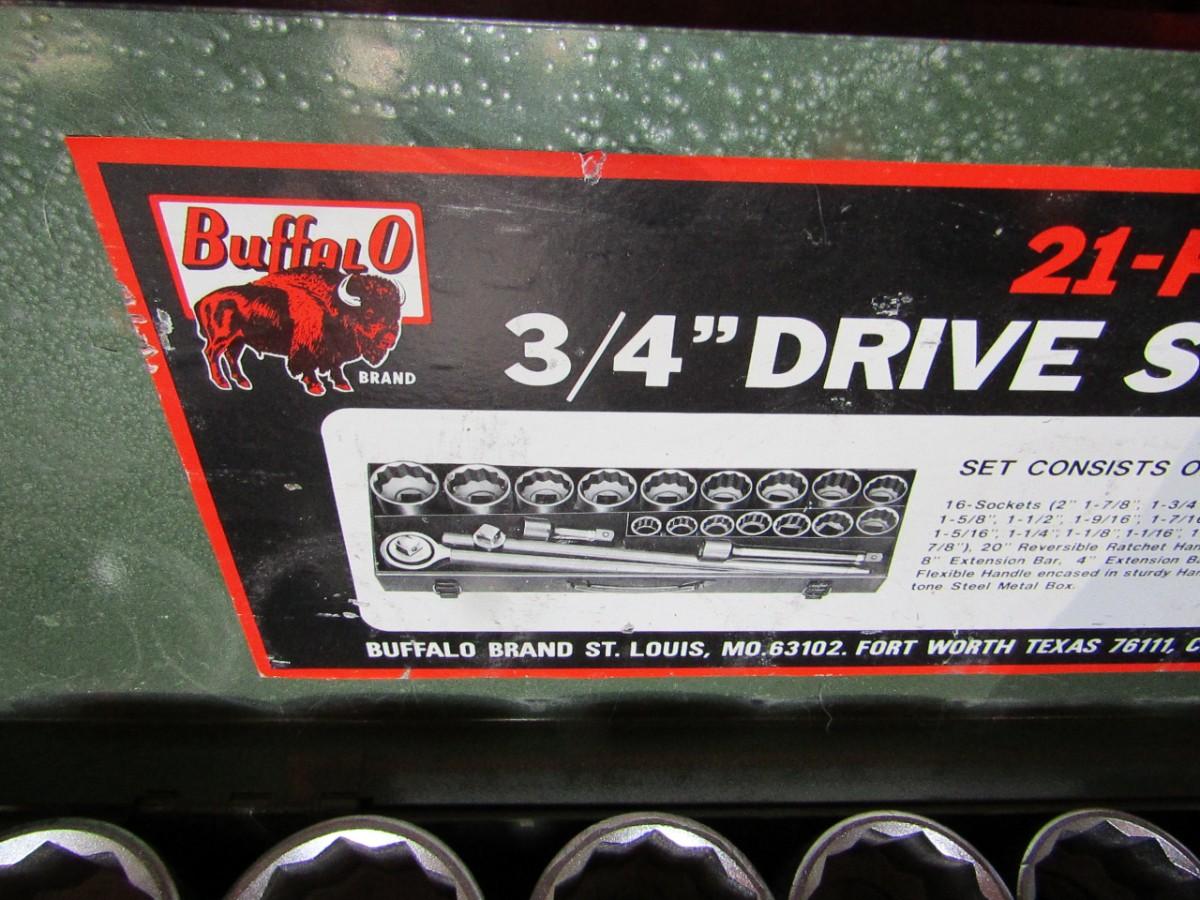 Buffalo
BRAND
21-P
3/4" DRIVE S
SET CONSISTS O
16-Sockets (2" 1-7/8", 1-3/4
1-5/8", 1-1/2", 1-9/16", 1-7/1
1-5/16", 1-1/4", 1-1/8", 1-1/16", 1
7/8"), 20" Reversible Ratchet Han
8" Extension Bar, 4" Extension Ba
Flexible Handle encased in sturdy Ham
tone Steel Metal Box.
BUFFALO BRAND ST. LOUIS, MO.63102. FORT WORTH TEXAS 76111, C